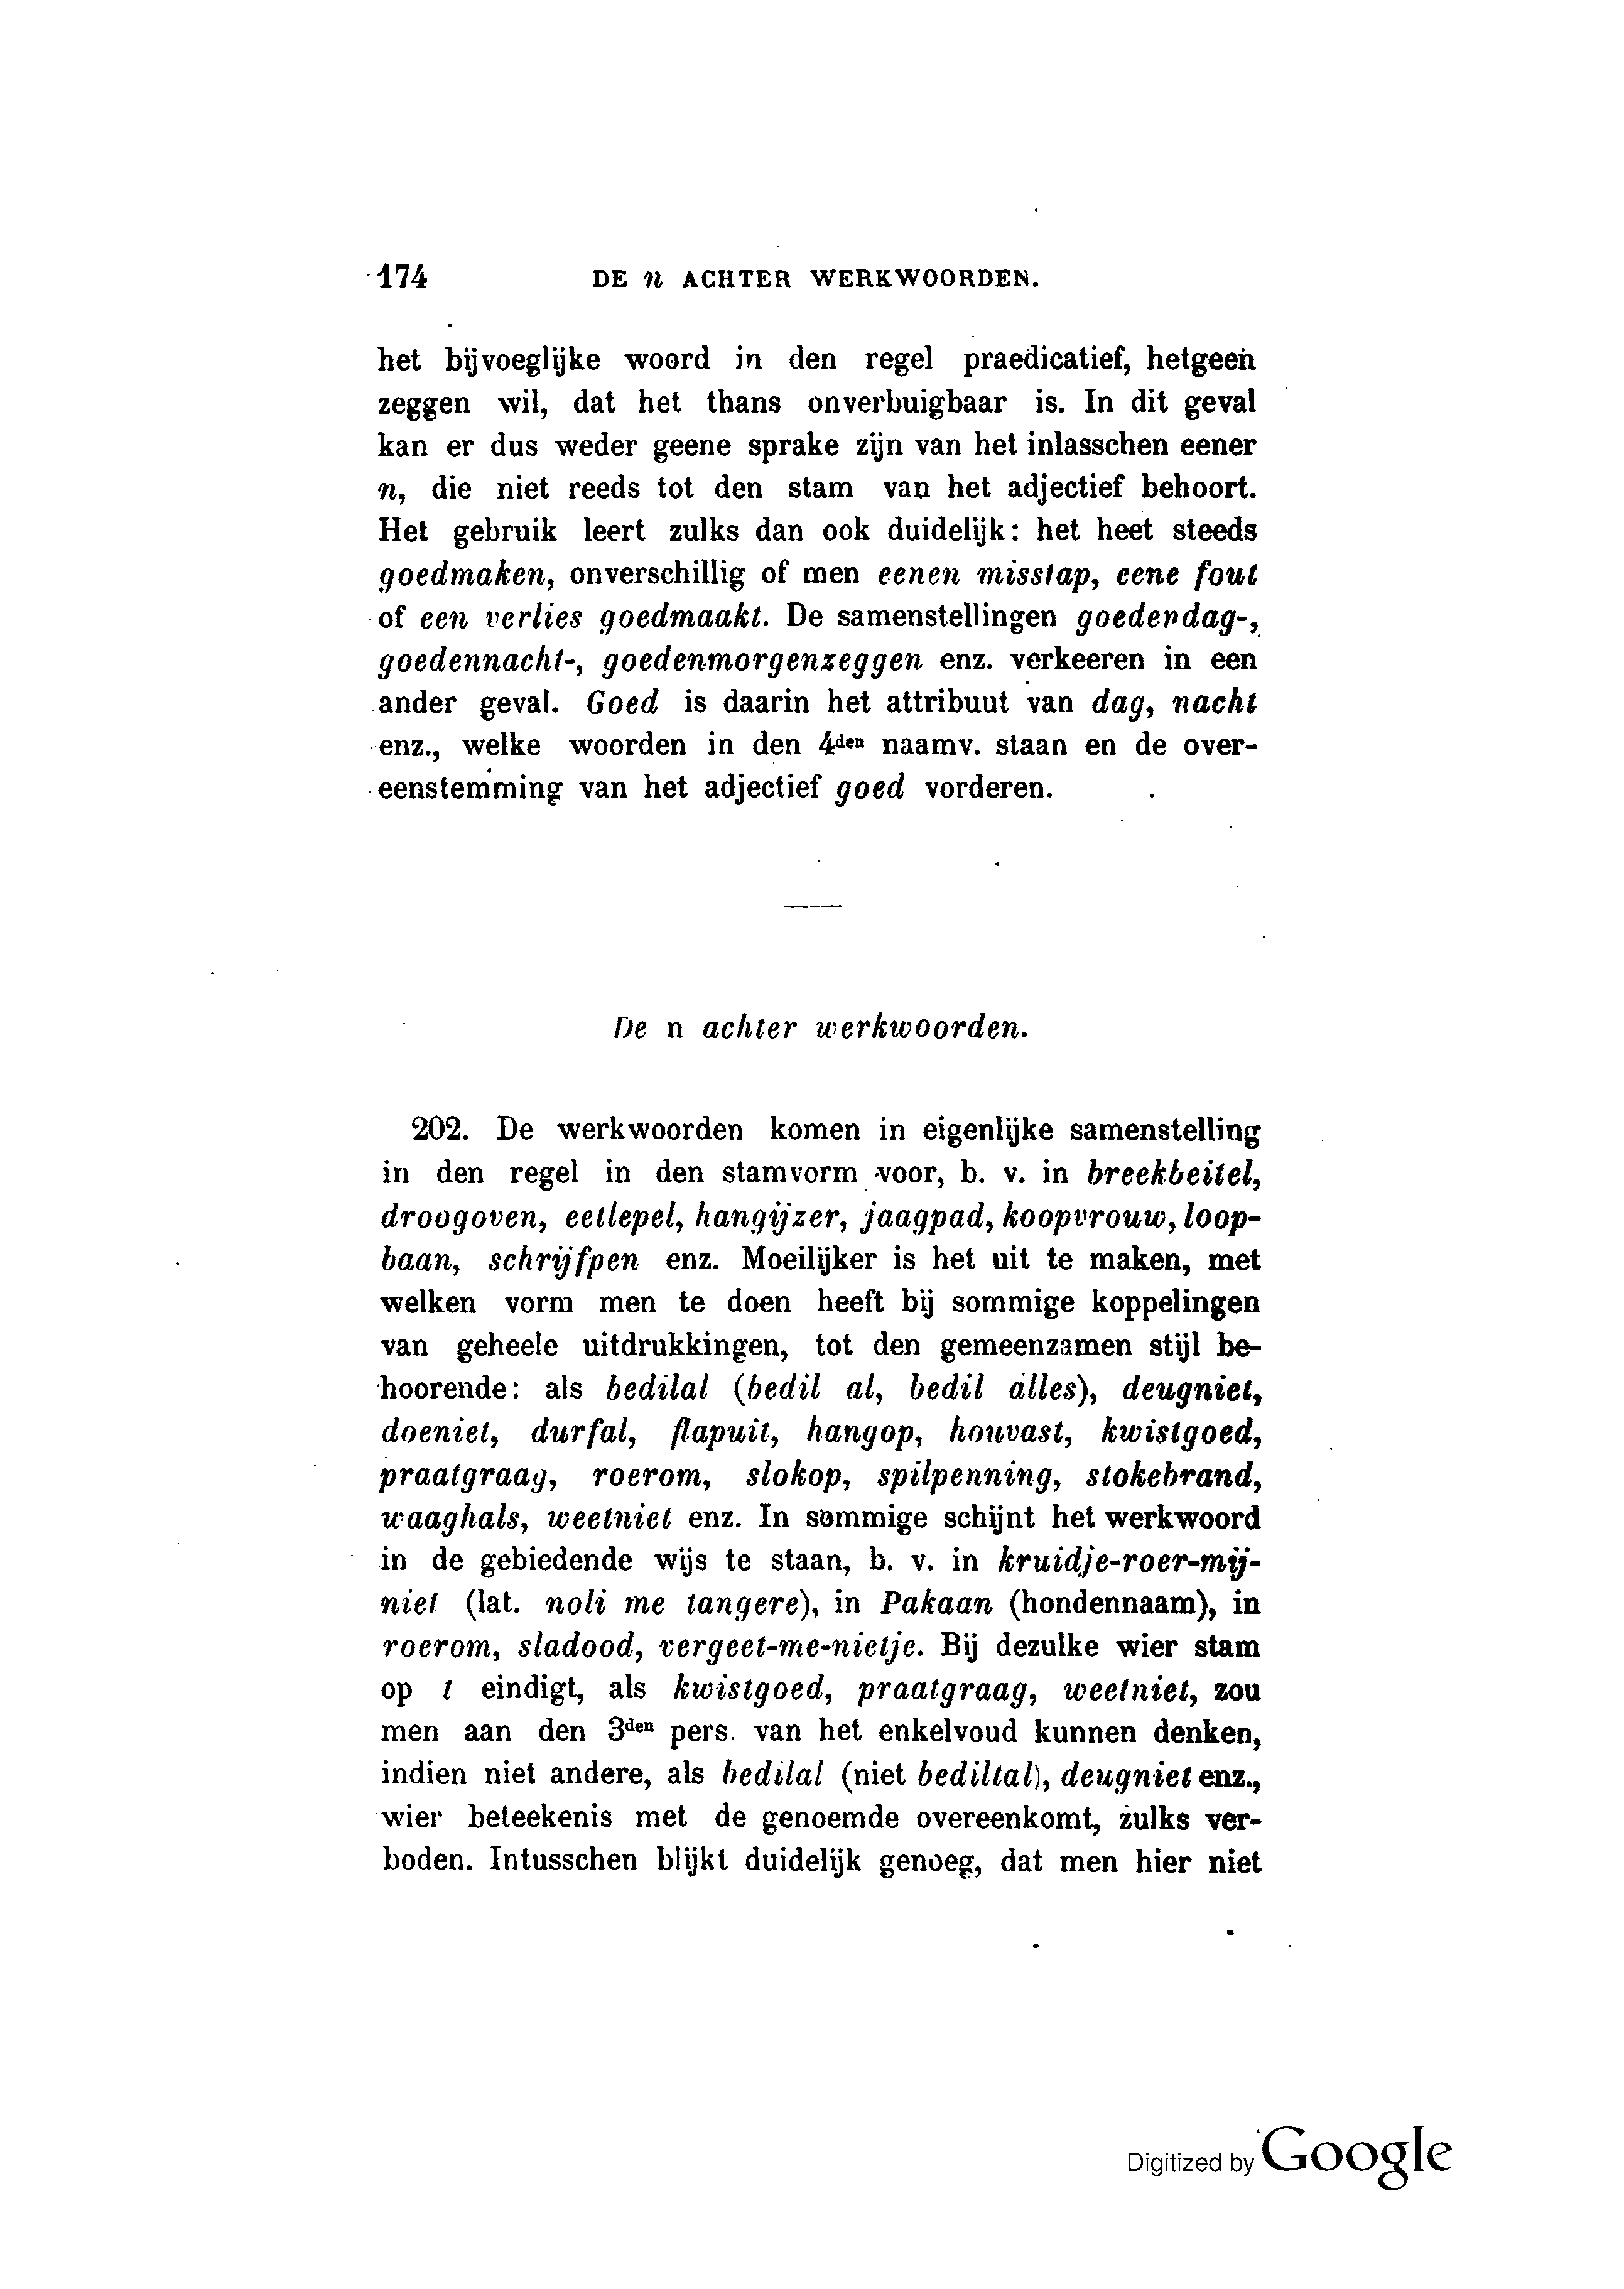 174 DE n ACHTER WERKWOORDEN.
het bijvoeglijke woord in den regel praedicatief, hetgeen
zeggen wil, dat het thans onverbuigbaar is. In dit geval
kan er dus weder geene sprake zijn van het inlasschen eener
n, die niet reeds tot den stam van het adjectief behoort.
Het gebruik leert zulks dan ook duidelijk: het heet steeds
goedmaken, onverschillig of men eenen misstap, eene fout
of een verlies goedmaakt. De samenstellingen goedendag-,
goedennacht-, goedenmorgenzeggen enz. verkeeren in een
ander geval. Goed is daarin het attribuut van dag, nacht
enz., welke woorden in den 4den naamv. staan en de over-
eenstemming van het adjectief goed vorderen.
De n achter werkwoorden.
202. De werkwoorden komen in eigenlijke samenstelling
in den regel in den stamvorm voor, b. v. in breekbeitel,
droogoven, eetlepel, hangijzer, jaagpad, koopvrouw, loop-
baan, schrijfpen enz. Moeilijker is het uit te maken, met
welken vorm men te doen heeft bij sommige koppelingen
van geheele uitdrukkingen, tot den gemeenzamen stijl be-
hoorende: als bedilal (bedil al, bedil alles), deugniet,
doeniet, durfal, flapuit, hangop, houvast, kwistgoed,
praatgraag, roerom, slokop, spilpenning, stokebrand,
waaghals, weetniet enz. In sommige schijnt het werkwoord
in de gebiedende wijs te staan, b. v. in kruidje-roer-mij-
niet (lat. noli me tangere), in Pakaan (hondennaam), in
roerom, sladood, vergeet-me-nietje. Bij dezulke wier stam
op t eindigt, als kwistgoed, praatgraag, weetniet, zou
men aan den 3den pers. van het enkelvoud kunnen denken,
indien niet andere, als bedilal (niet bediltal), deugniet enz.,
wier beteekenis met de genoemde overeenkomt, zulks ver-
boden. Intusschen blijkt duidelijk genoeg, dat men hier niet
Digitized by Google